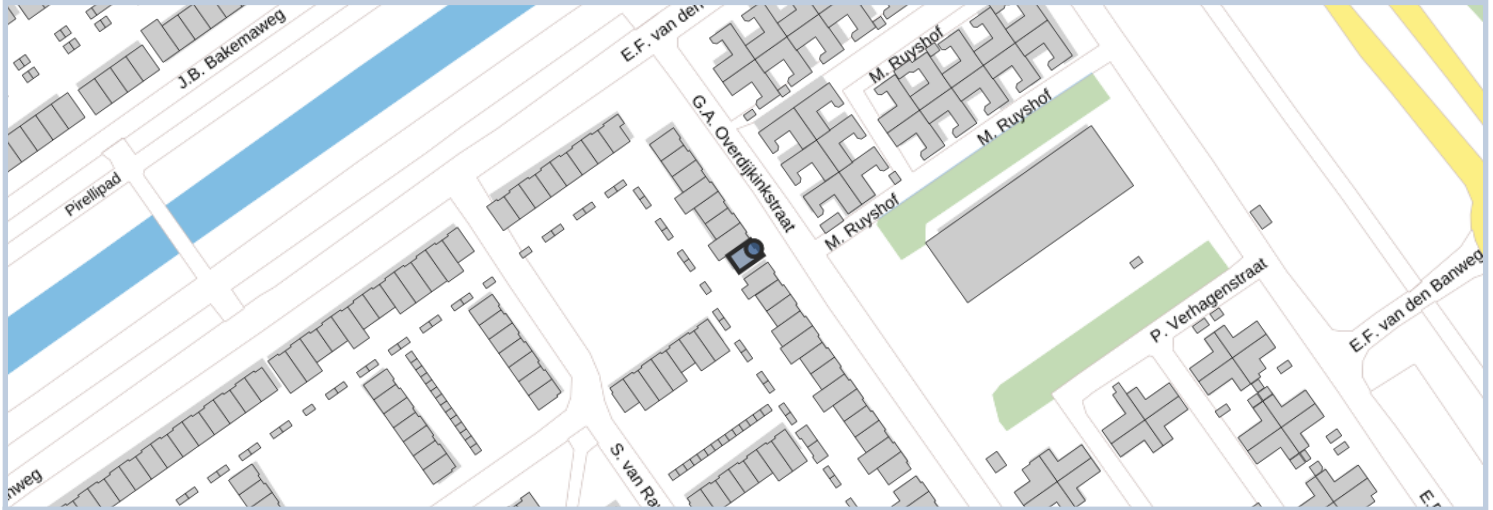 J.B. Bakemaweg
E.F. van den
M. Ruyshof
M. Ruyshof
G.A. Overdijkinkstraat
Pirellipad
M. Ruyshof
P. Verhagenstraat
E.F. van den Banweg
nweg
S. van Ra
E.F